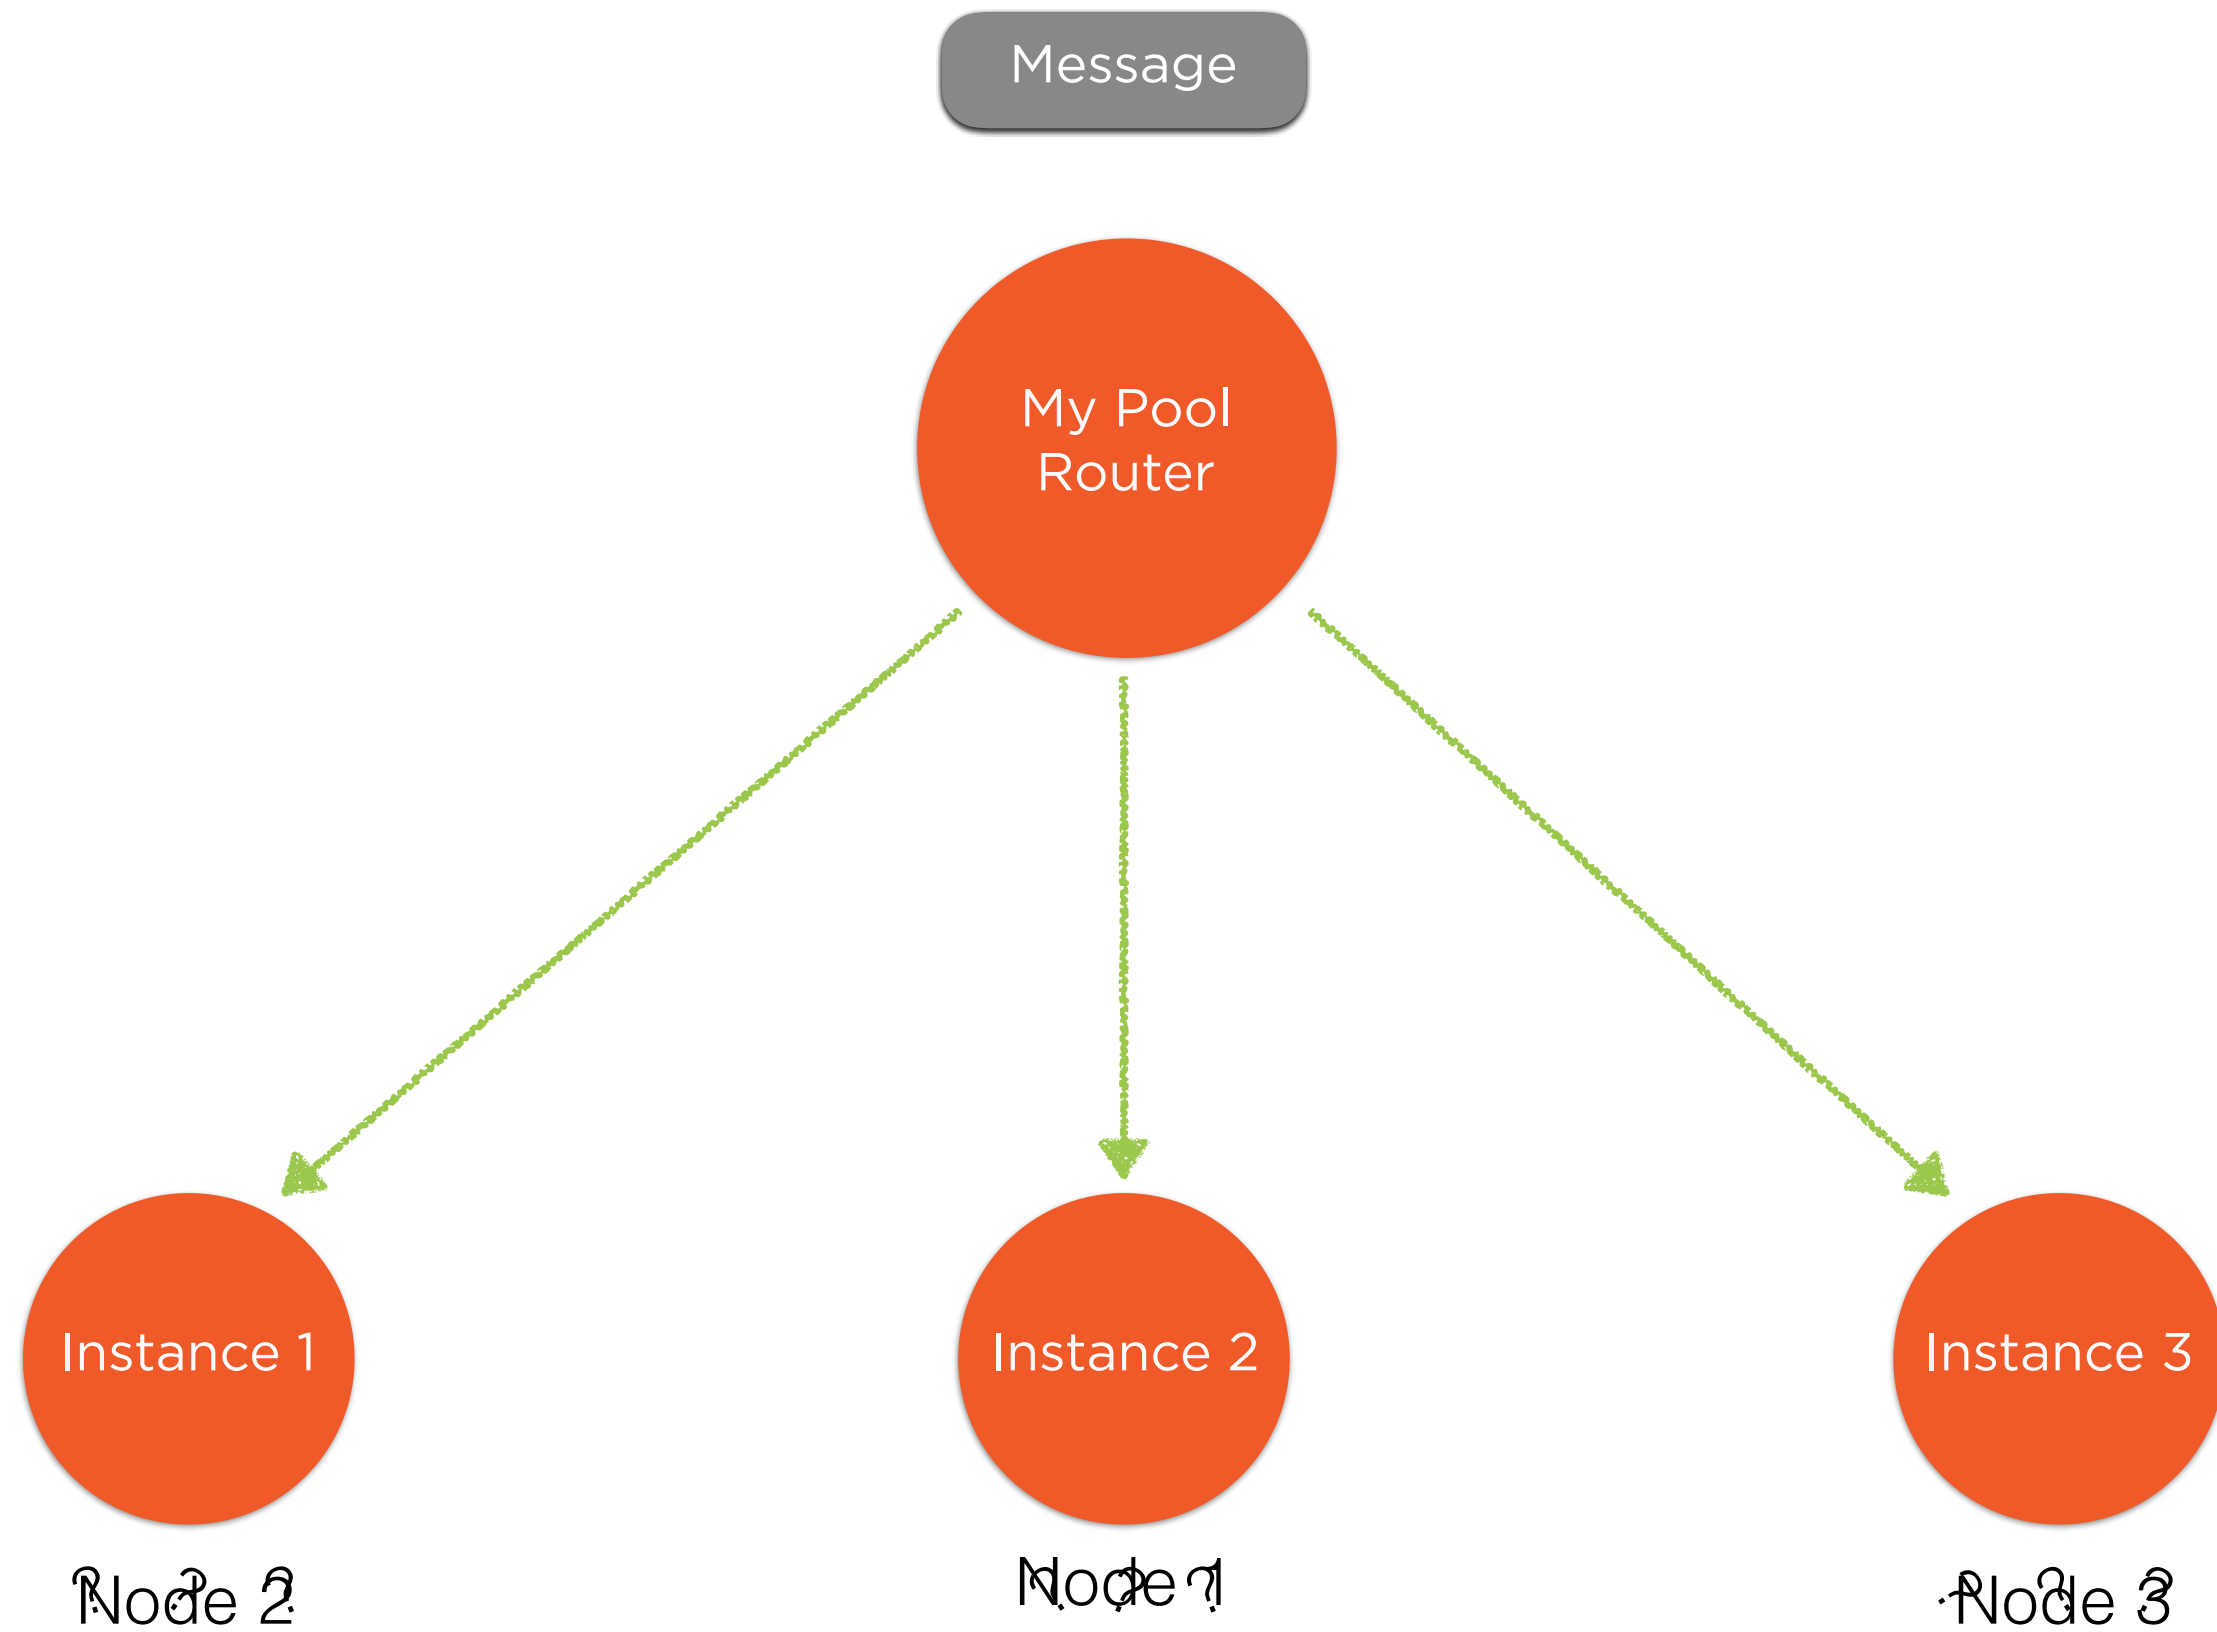 Message
My Pool
Router
Instance 1
Instance 2
Instance 3
Node 2
Node 1
Node 3